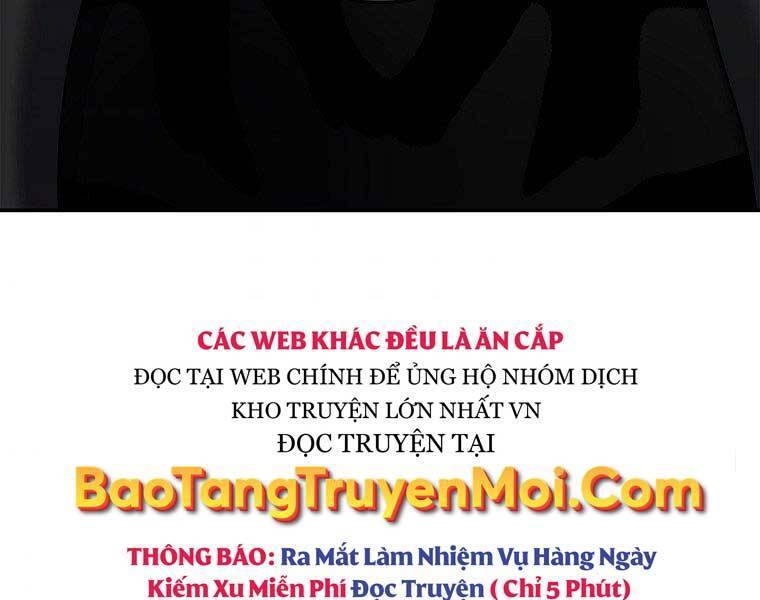 CÁC WEB KHÁC ĐỀU LÀ ĂN CẮP
ĐỌC TẠI WEB CHÍNH ĐỂ ỦNG HỘ NHÓM DỊCH
KHO TRUYỆN LỚN NHẤT VN
ĐỌC TRUYỆN TẠI
BaoTangTruyenMoi.Com
THÔNG BÁO: Ra Mắt Làm Nhiệm Vụ Hàng Ngày
Kiếm Xu Miễn Phí Đọc Truyện ( Chỉ 5 Phút)